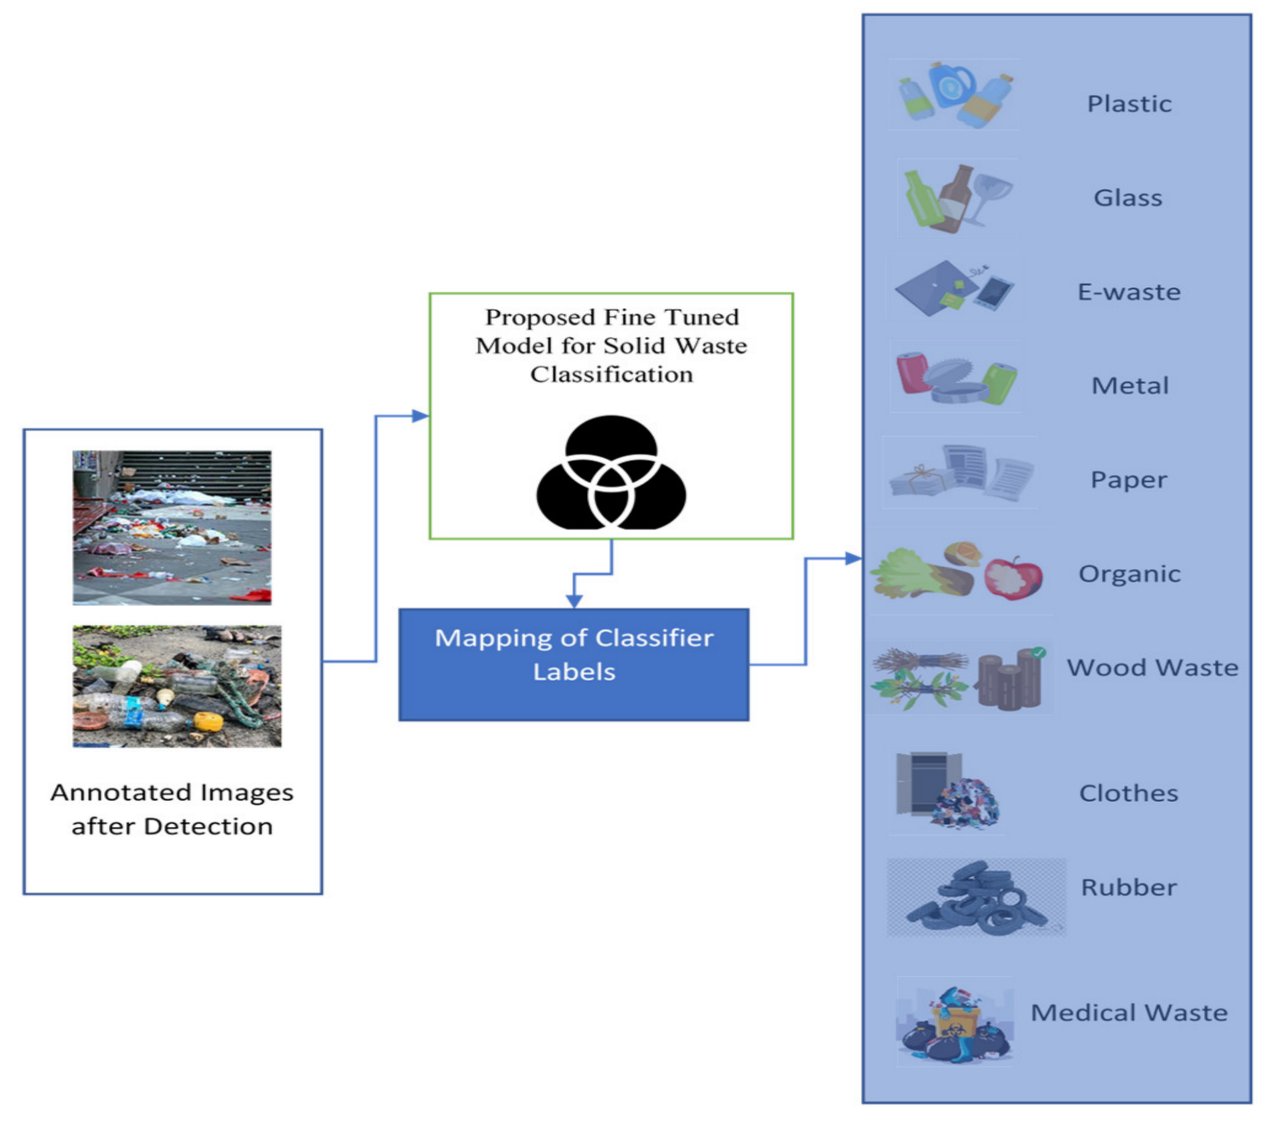 Annotated Images
after Detection
Proposed Fine Tuned
Model for Solid Waste
Classification
Mapping of Classifier
Labels
Plastic
Glass
E-waste
Metal
Paper
Organic
Wood Waste
Clothes
Rubber
Medical Waste